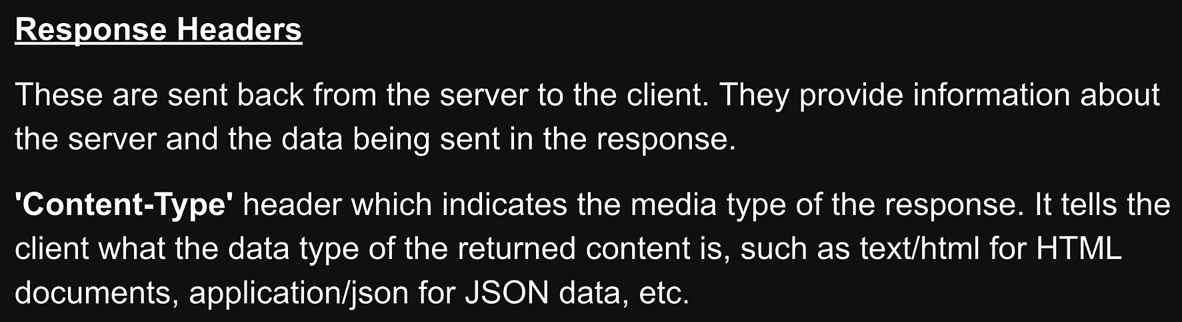 Response Headers
These are sent back from the server to the client. They provide information about
the server and the data being sent in the response.
'Content-Type' header which indicates the media type of the response. It tells the
client what the data type of the returned content is, such as text/html for HTML
documents, application/json for JSON data, etc.